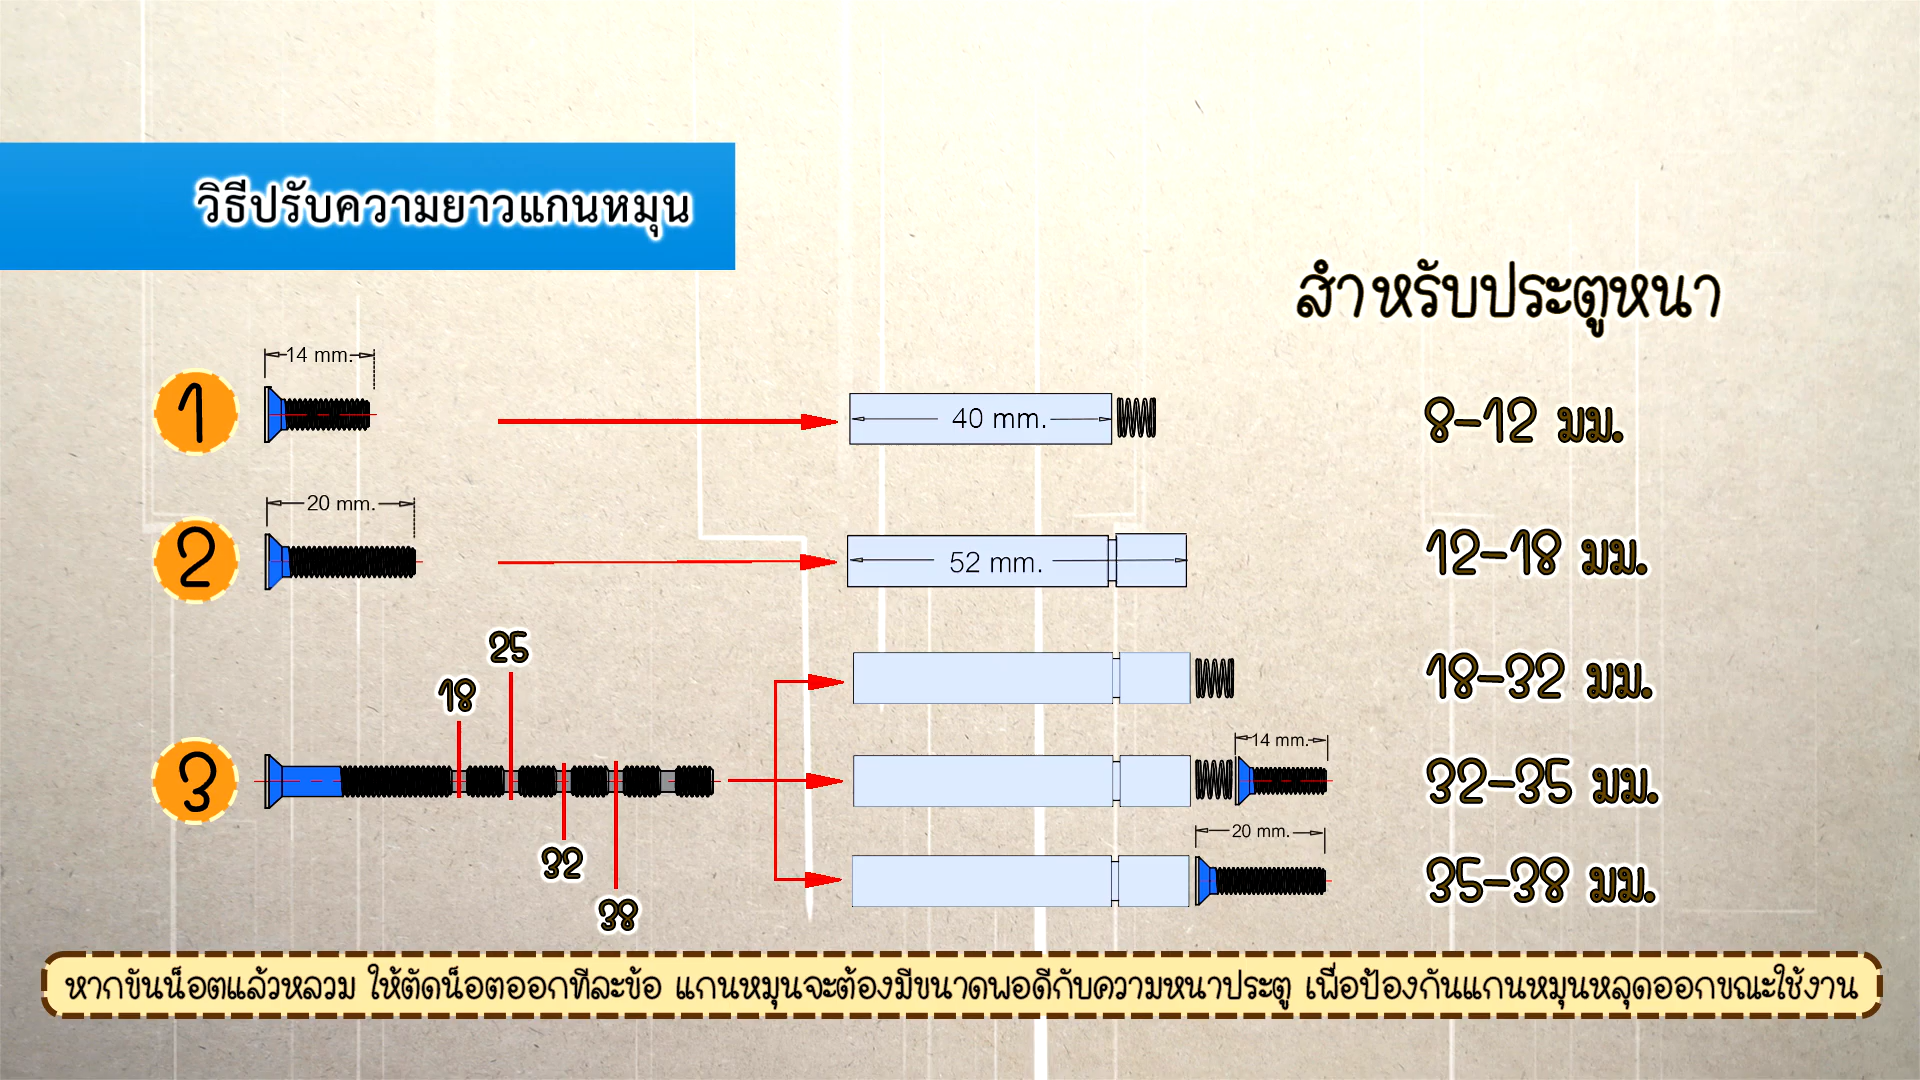 วิธีปรับความยาวแกนหมุน
สำหรับประตูหนา
14 mm.
1
40 mm.
8-12 มม.
20 mm.
2
52 mm.
12-18 มม.
25
18
18-32 มม.
3
14 mm.
32-35 มม.
32
38
20 mm.
35-38 มม.
หากขันน็อตแล้วหลวม ให้ตัดน็อตออกทีละข้อ แกนหมุนจะต้องมีขนาดพอดีกับความหนาประตู เพื่อป้องกันแกนหมุนหลุดออกขณะใช้งาน